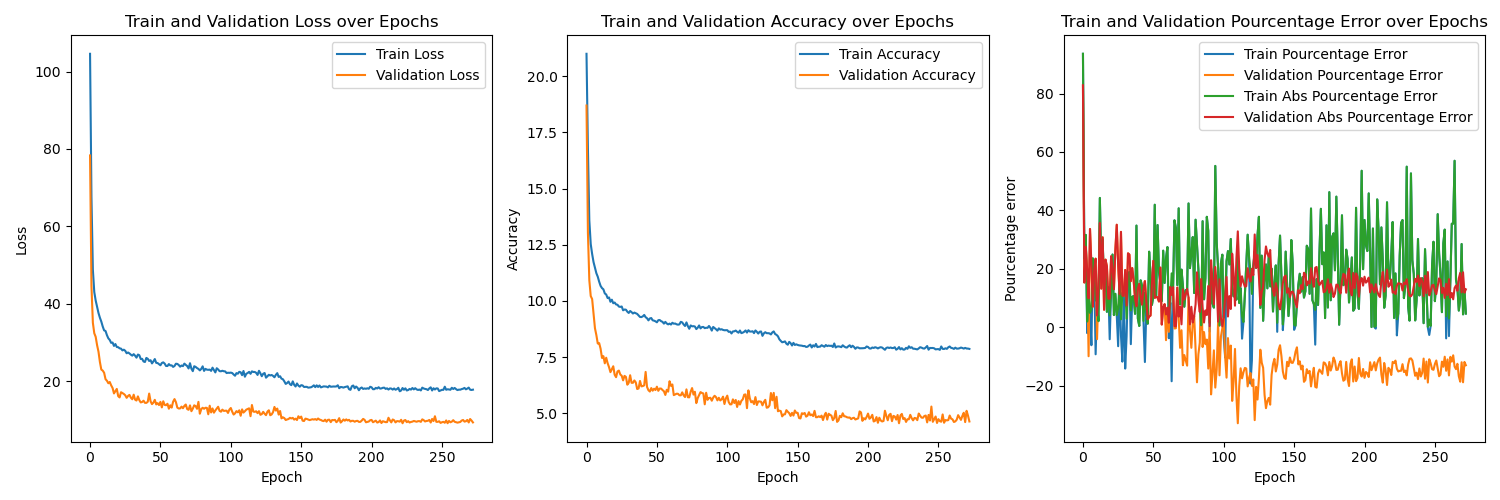 Train and Validation Loss over Epochs
Train Loss
Validation Loss
100
80
60
40
20
Loss
0 50 100 150 200 250
Epoch
Train and Validation Accuracy over Epochs
Train Accuracy
Validation Accuracy
20.0
17.5
15.0
12.5
10.0
7.5
5.0
Accuracy
0 50 100 150 200 250
Epoch
Train and Validation Pourcentage Error over Epochs
Train Pourcentage Error
Validation Pourcentage Error
Train Abs Pourcentage Error
Validation Abs Pourcentage Error
80
60
40
20
0
−20
Pourcentage error
0 50 100 150 200 250
Epoch